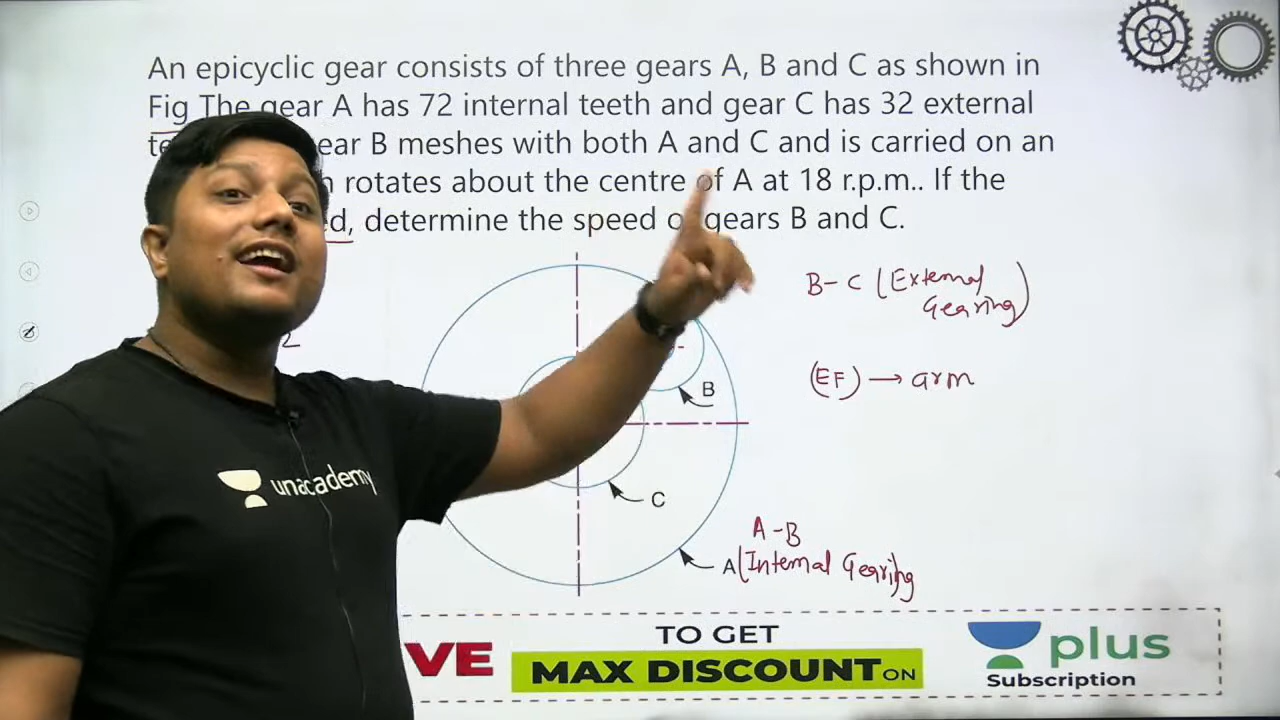 An epicyclic gear consists of three gears A, B and C as shown in
Fig The gear A has 72 internal teeth and gear C has 32 external
ear B meshes with both A and C and is carried on an
rotates about the centre of A at 18 r.p.m.. If the
determine the speed of gears B and C.
B-C (External
Gearing)
2
(EF) → arm
B
C
A-B
A (Internal Gearing)
unacademy
VE
TO GET
MAX DISCOUNT ON
plus
Subscription